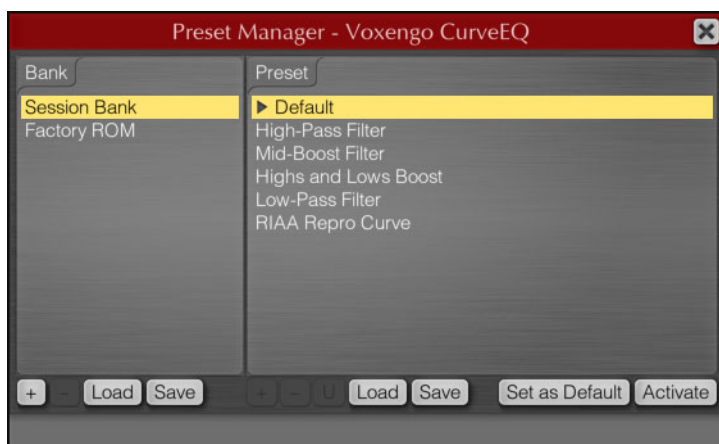 Preset Manager - Voxengo CurveEQ
Bank
Preset
Session Bank
Factory ROM
Default
High-Pass Filter
Mid-Boost Filter
Highs and Lows Boost
Low-Pass Filter
RIAA Repro Curve
+ - Load Save + - U Load Save Set as Default Activate